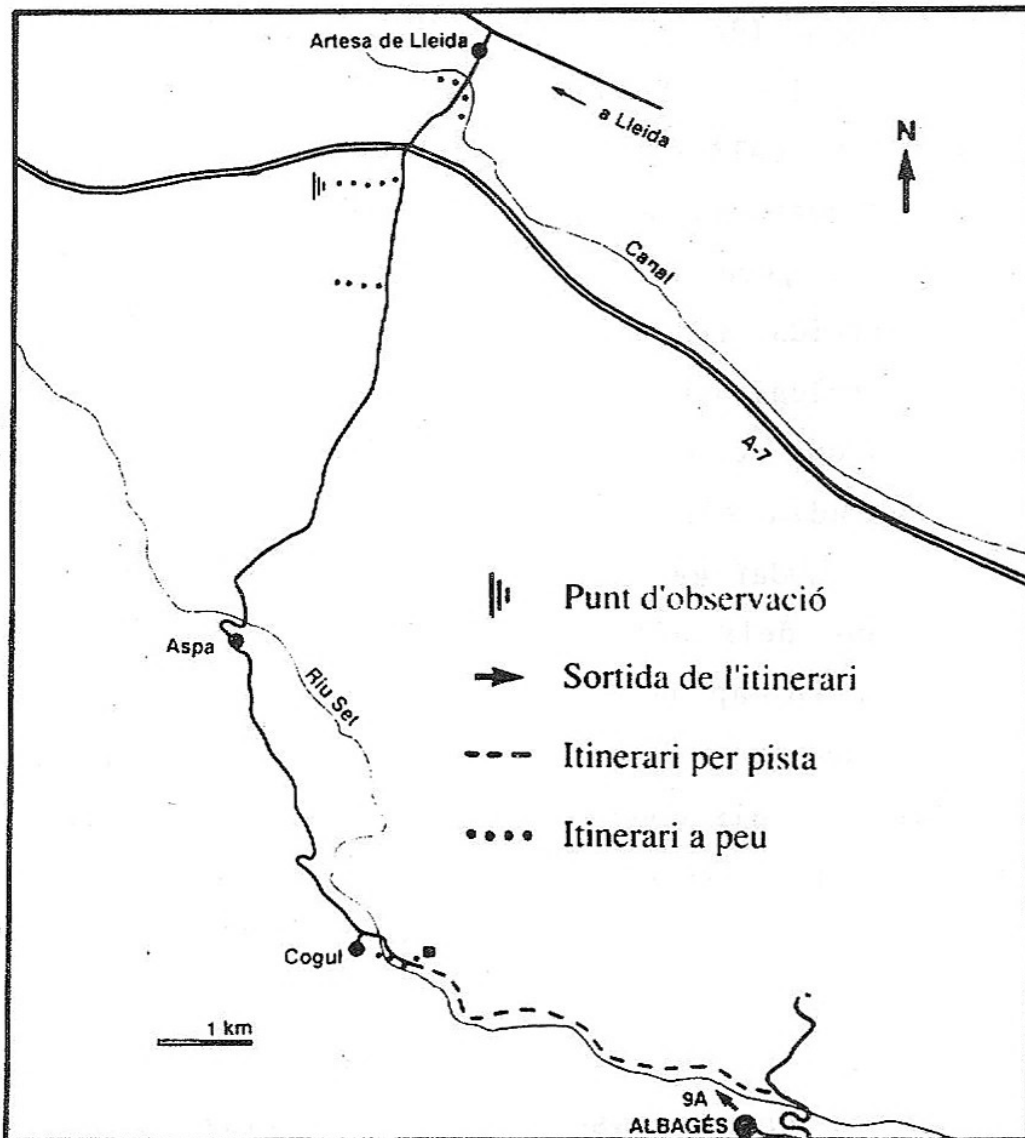 Artesa de Lleida
a Lleida
N
Canal
A-7
Punt d'observació
Aspa
Sortida de l'itinerari
Riu Set
Itinerari per pista
Itinerari a peu
Cogul
1 km
9A
ALBAGÉS